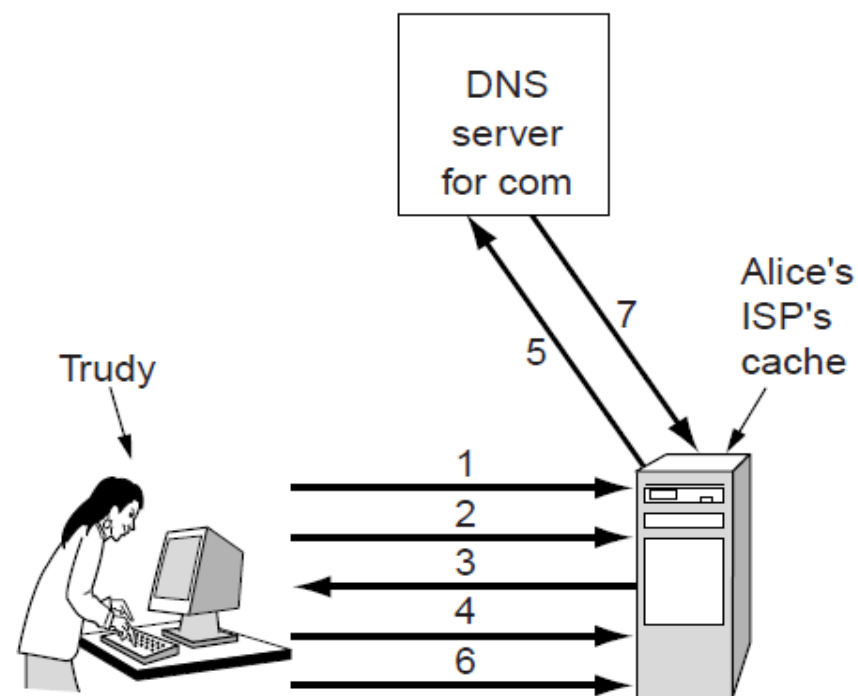 DNS
server
for com
Alice's
ISP's
cache
7
5
Trudy
1
2
3
4
6